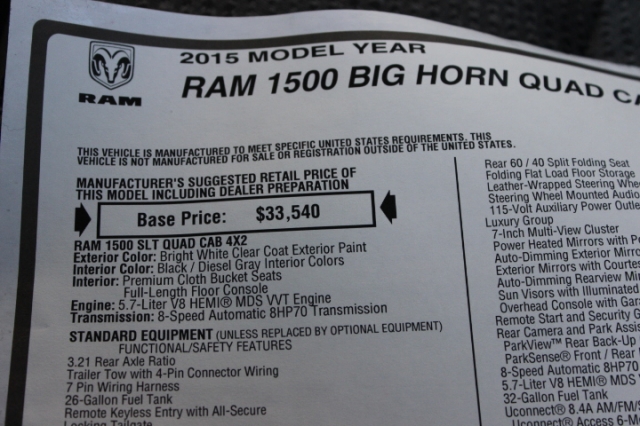 2015 MODEL YEAR
RAM 1500 BIG HORN QUAD
RAM
THIS VEHICLE IS MANUFACTURED TO MEET SPECIFIC UNITED STATES REQUIREMENTS. THIS
VEHICLE IS NOT MANUFACTURED FOR SALE OR REGISTRATION OUTSIDE OF THE UNITED STATES.
MANUFACTURER'S SUGGESTED RETAIL PRICE OF
THIS MODEL INCLUDING DEALER PREPARATION
Base Price: $33,540
RAM 1500 SLT QUAD CAB 4X2
Exterior Color: Bright White Clear Coat Exterior Paint
Interior Color: Black / Diesel Gray Interior Colors
Interior: Premium Cloth Bucket Seats
Full-Length Floor Console
Engine: 5.7-Liter V8 HEMI® MDS VVT Engine
Transmission: 8-Speed Automatic 8HP70 Transmission
STANDARD EQUIPMENT (UNLESS REPLACED BY OPTIONAL EQUIPMENT)
FUNCTIONAL/SAFETY FEATURES
3.21 Rear Axle Ratio
Trailer Tow with 4-Pin Connector Wiring
7 Pin Wiring Harness
26-Gallon Fuel Tank
Remote Keyless Entry with All-Secure
Locking Tailgate
Rear 60 / 40 Split Folding Seat
Folding Flat Load Floor Storage
Leather-Wrapped Steering
Steering Wheel Mounted Audio
115-Volt Auxiliary Power
Luxury Group
7-Inch Multi-View Cluster
Power Heated Mirrors with
Auto-Dimming Exterior
Exterior Mirrors with
Auto-Dimming Rearview
Sun Visors with Illuminated
Overhead Console with
Remote Start and Security
Rear Camera and Park
ParkView™ Rear Back-Up
ParkSense® Front / Rear
8-Speed Automatic 8HP70
5.7-Liter V8 HEMI® MDS
32-Gallon Fuel Tank
Uconnect® 8.4A AM/FM/
Uconnect® Access